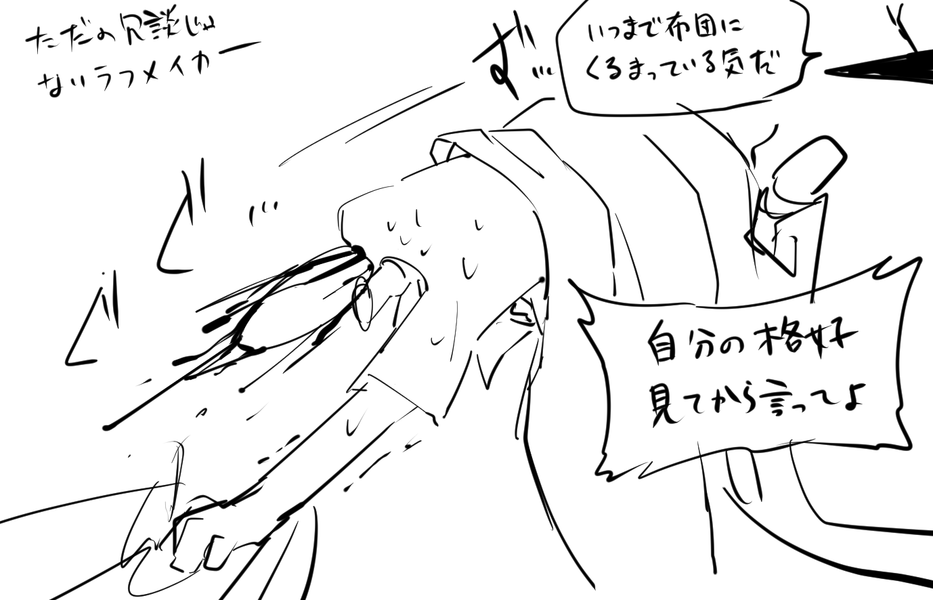 ただの冗談じゃ
ないラフメイカー
ず…
いつまで布団に
くるまっている気だ
自分の格好
見てから言ってよ